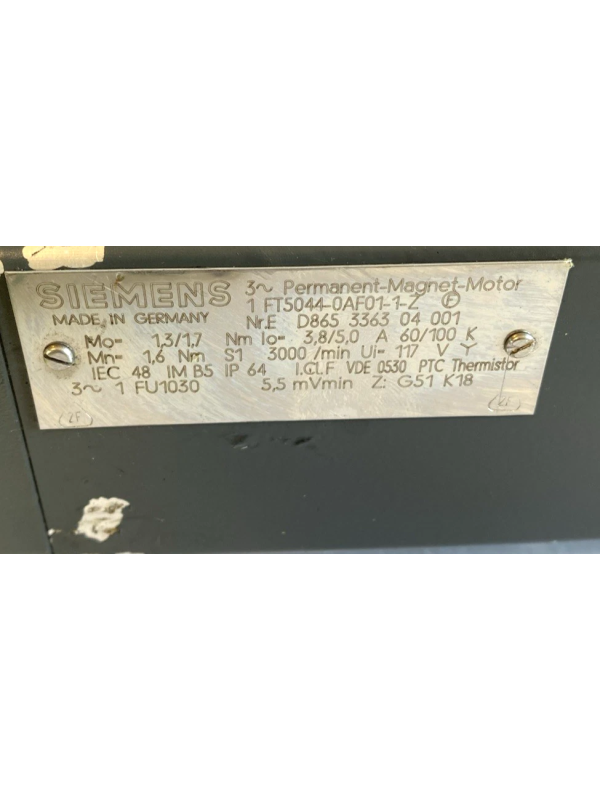 SIEMENS 3~ Permanent-Magnet-Motor
1 FT5044-0AF01-1-Z
MADE IN GERMANY Nr.E D865 3363 04 001
Mo= 1,3/1,7 Nm Io= 3,8/5,0 A 60/100 K
Mn= 1,6 Nm S1 3000 /min Ui= 117 V Y
IEC 48 IM B5 IP 64 I.CL.F VDE 0530 PTC Thermistor
3~ 1 FU1030 5,5 mVmin Z: G51 K18